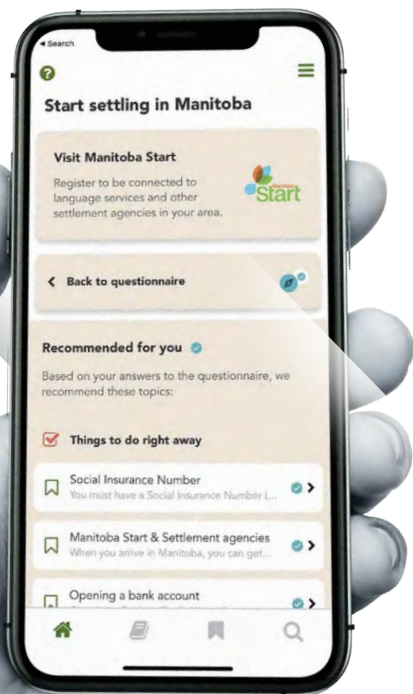 Search
Start settling in Manitoba
Visit Manitoba Start
Register to be connected to
language services and other
settlement agencies in your area.
Manitoba
Start
Back to questionnaire
Recommended for you
Based on your answers to the questionnaire, we
recommend these topics:
Things to do right away
Social Insurance Number
You must have a Social Insurance Number (...
Manitoba Start & Settlement agencies
When you arrive in Manitoba, you can get...
Opening a bank account